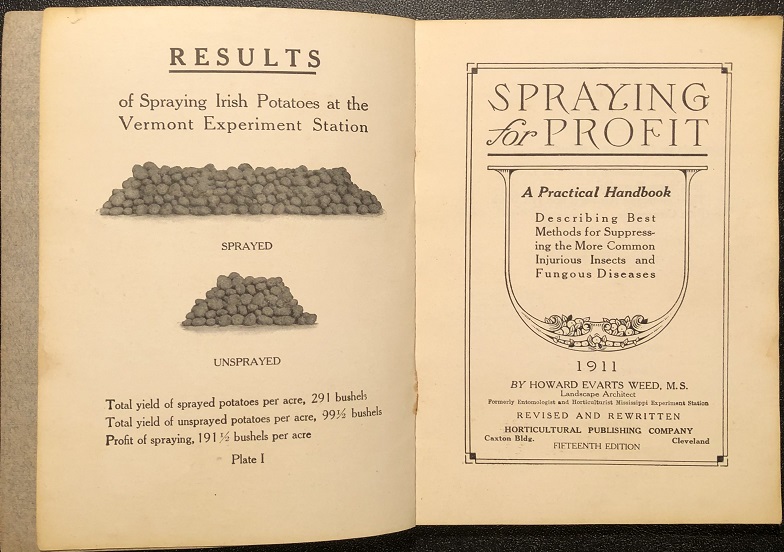 RESULTS
of Spraying Irish Potatoes at the
Vermont Experiment Station
SPRAYED
UNSPRAYED
Total yield of sprayed potatoes per acre, 291 bushels
Total yield of unsprayed potatoes per acre, 99½ bushels
Profit of spraying, 191½ bushels per acre
Plate I
SPRAYING
for PROFIT
A Practical Handbook
Describing Best
Methods for Suppress-
ing the More Common
Injurious Insects and
Fungous Diseases
1911
BY HOWARD EVARTS WEED, M.S.
Landscape Architect
Formerly Entomologist and Horticulturist Mississippi Experiment Station
REVISED AND REWRITTEN
HORTICULTURAL PUBLISHING COMPANY
Caxton Bldg. Cleveland
FIFTEENTH EDITION